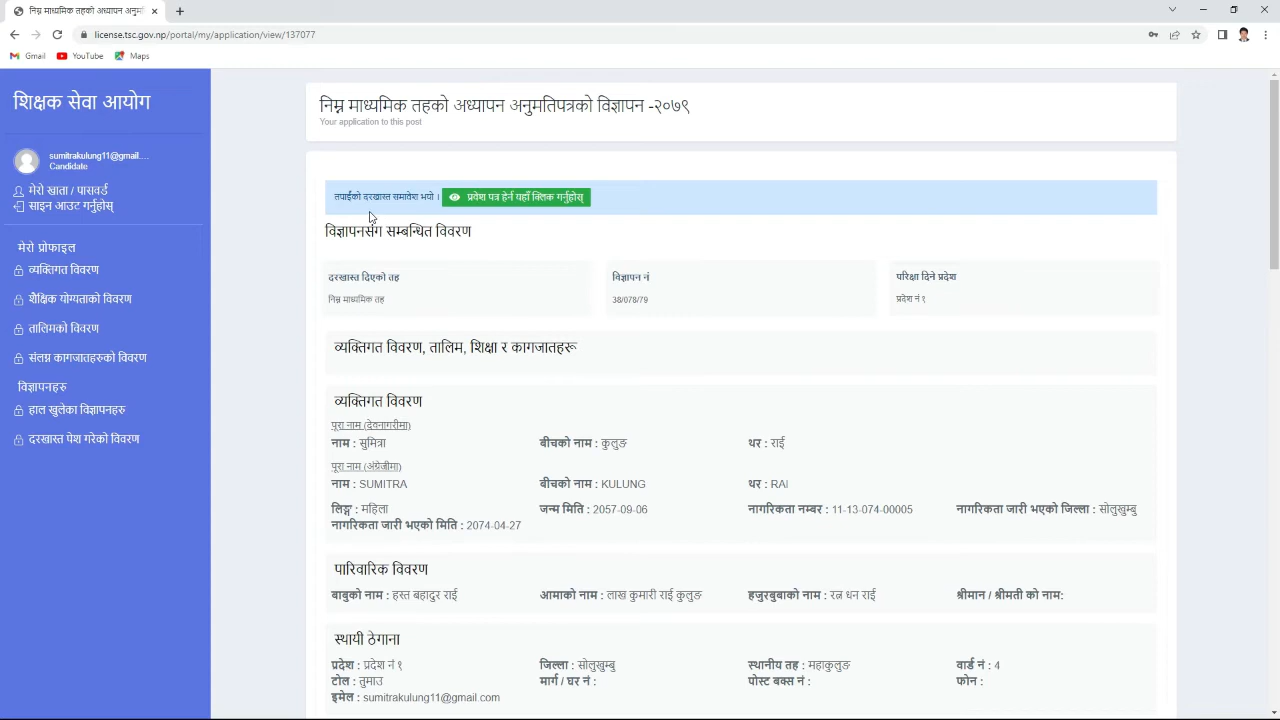 निम्न माध्यमिक तहको अध्यापन अनुमति
license.tsc.gov.np/portal/my/application/view/137077
Gmail YouTube Maps
शिक्षक सेवा आयोग
sumitrakulung11@gmail....
Candidate
मेरो खाता / पासवर्ड
साइन आउट गर्नुहोस्
मेरो प्रोफाइल
व्यक्तिगत विवरण
शैक्षिक योग्यताको विवरण
तालिमको विवरण
संलग्न कागजातहरुको विवरण
विज्ञापनहरु
हाल खुलेका विज्ञापनहरु
दरखास्त पेश गरेको विवरण
निम्न माध्यमिक तहको अध्यापन अनुमतिपत्रको विज्ञापन -२०७९
Your application to this post
तपाईंको दरखास्त समावेश भयो । प्रवेश पत्र हेर्न यहाँ क्लिक गर्नुहोस्
विज्ञापनसँग सम्बन्धित विवरण
दरखास्त दिएको तह विज्ञापन नं परिक्षा दिने प्रदेश
निम्न माध्यमिक तह 38/078/79 प्रदेश नं १
व्यक्तिगत विवरण, तालिम, शिक्षा र कागजातहरू
व्यक्तिगत विवरण
पूरा नाम (देवनागरीमा)
नाम : सुमित्रा बीचको नाम : कुलुङ थर : राई
पूरा नाम (अंग्रेजीमा)
नाम : SUMITRA बीचको नाम : KULUNG थर : RAI
लिङ्ग : महिला जन्म मिति : 2057-09-06 नागरिकता नम्बर : 11-13-074-00005 नागरिकता जारी भएको जिल्ला : सोलुखुम्बु
नागरिकता जारी भएको मिति : 2074-04-27
पारिवारिक विवरण
बाबुको नाम : हस्त बहादुर राई आमाको नाम : लाख कुमारी राई कुलुङ हजुरबुबाको नाम : रत्न धन राई श्रीमान / श्रीमती को नाम:
स्थायी ठेगाना
प्रदेश : प्रदेश नं १ जिल्ला : सोलुखुम्बु स्थानीय तह : महाकुलुङ वार्ड नं : 4
टोल : तुमाउ मार्ग / घर नं : पोस्ट बक्स नं : फोन :
इमेल : sumitrakulung11@gmail.com